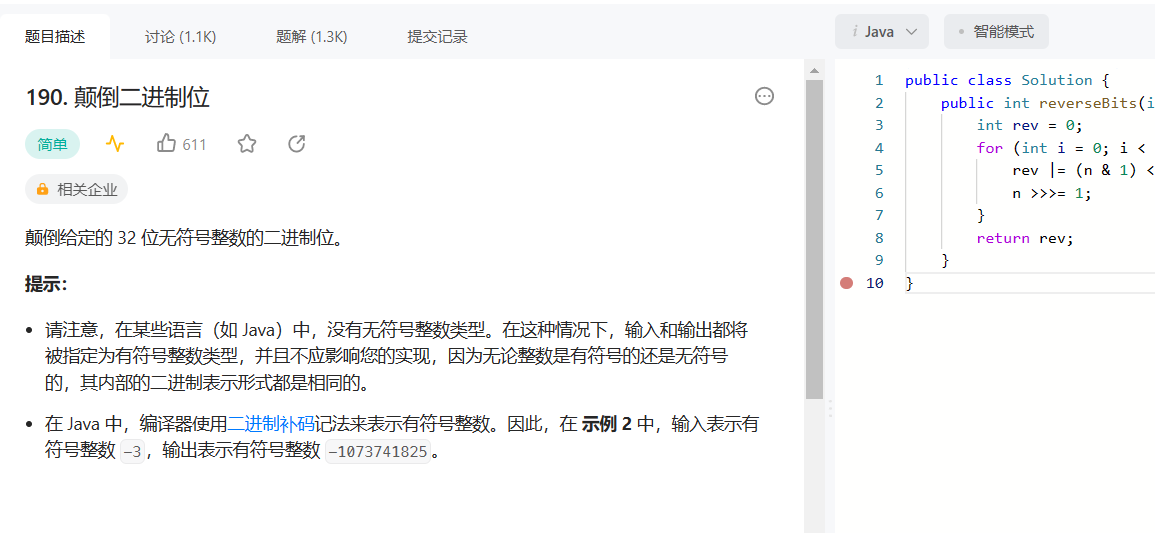 题目描述 讨论 (1.1K) 题解 (1.3K) 提交记录
190. 颠倒二进制位
简单 611
相关企业
颠倒给定的 32 位无符号整数的二进制位。
提示：
• 请注意，在某些语言（如 Java）中，没有无符号整数类型。在这种情况下，输入和输出都将
被指定为有符号整数类型，并且不应影响您的实现，因为无论整数是有符号的还是无符号
的，其内部的二进制表示形式都是相同的。
• 在 Java 中，编译器使用二进制补码记法来表示有符号整数。因此，在 示例 2 中，输入表示有
符号整数 -3，输出表示有符号整数 -1073741825。
i Java 智能模式
1 public class Solution {
2 public int reverseBits(i
3 int rev = 0;
4 for (int i = 0; i <
5 rev |= (n & 1) <
6 n >>>= 1;
7 }
8 return rev;
9 }
10 }